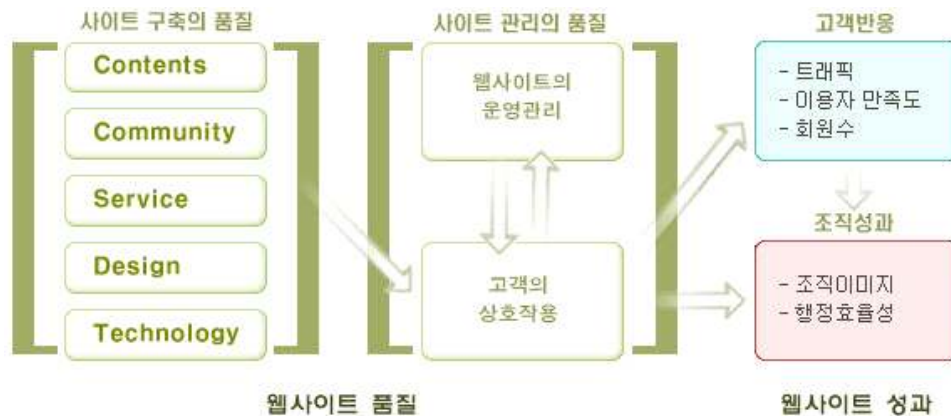 사이트 구축의 품질
Contents
Community
Service
Design
Technology
사이트 관리의 품질
웹사이트의
운영관리
고객의
상호작용
고객반응
- 트래픽
- 이용자 만족도
- 회원수
조직성과
- 조직이미지
- 행정효율성
웹사이트 품질
웹사이트 성과